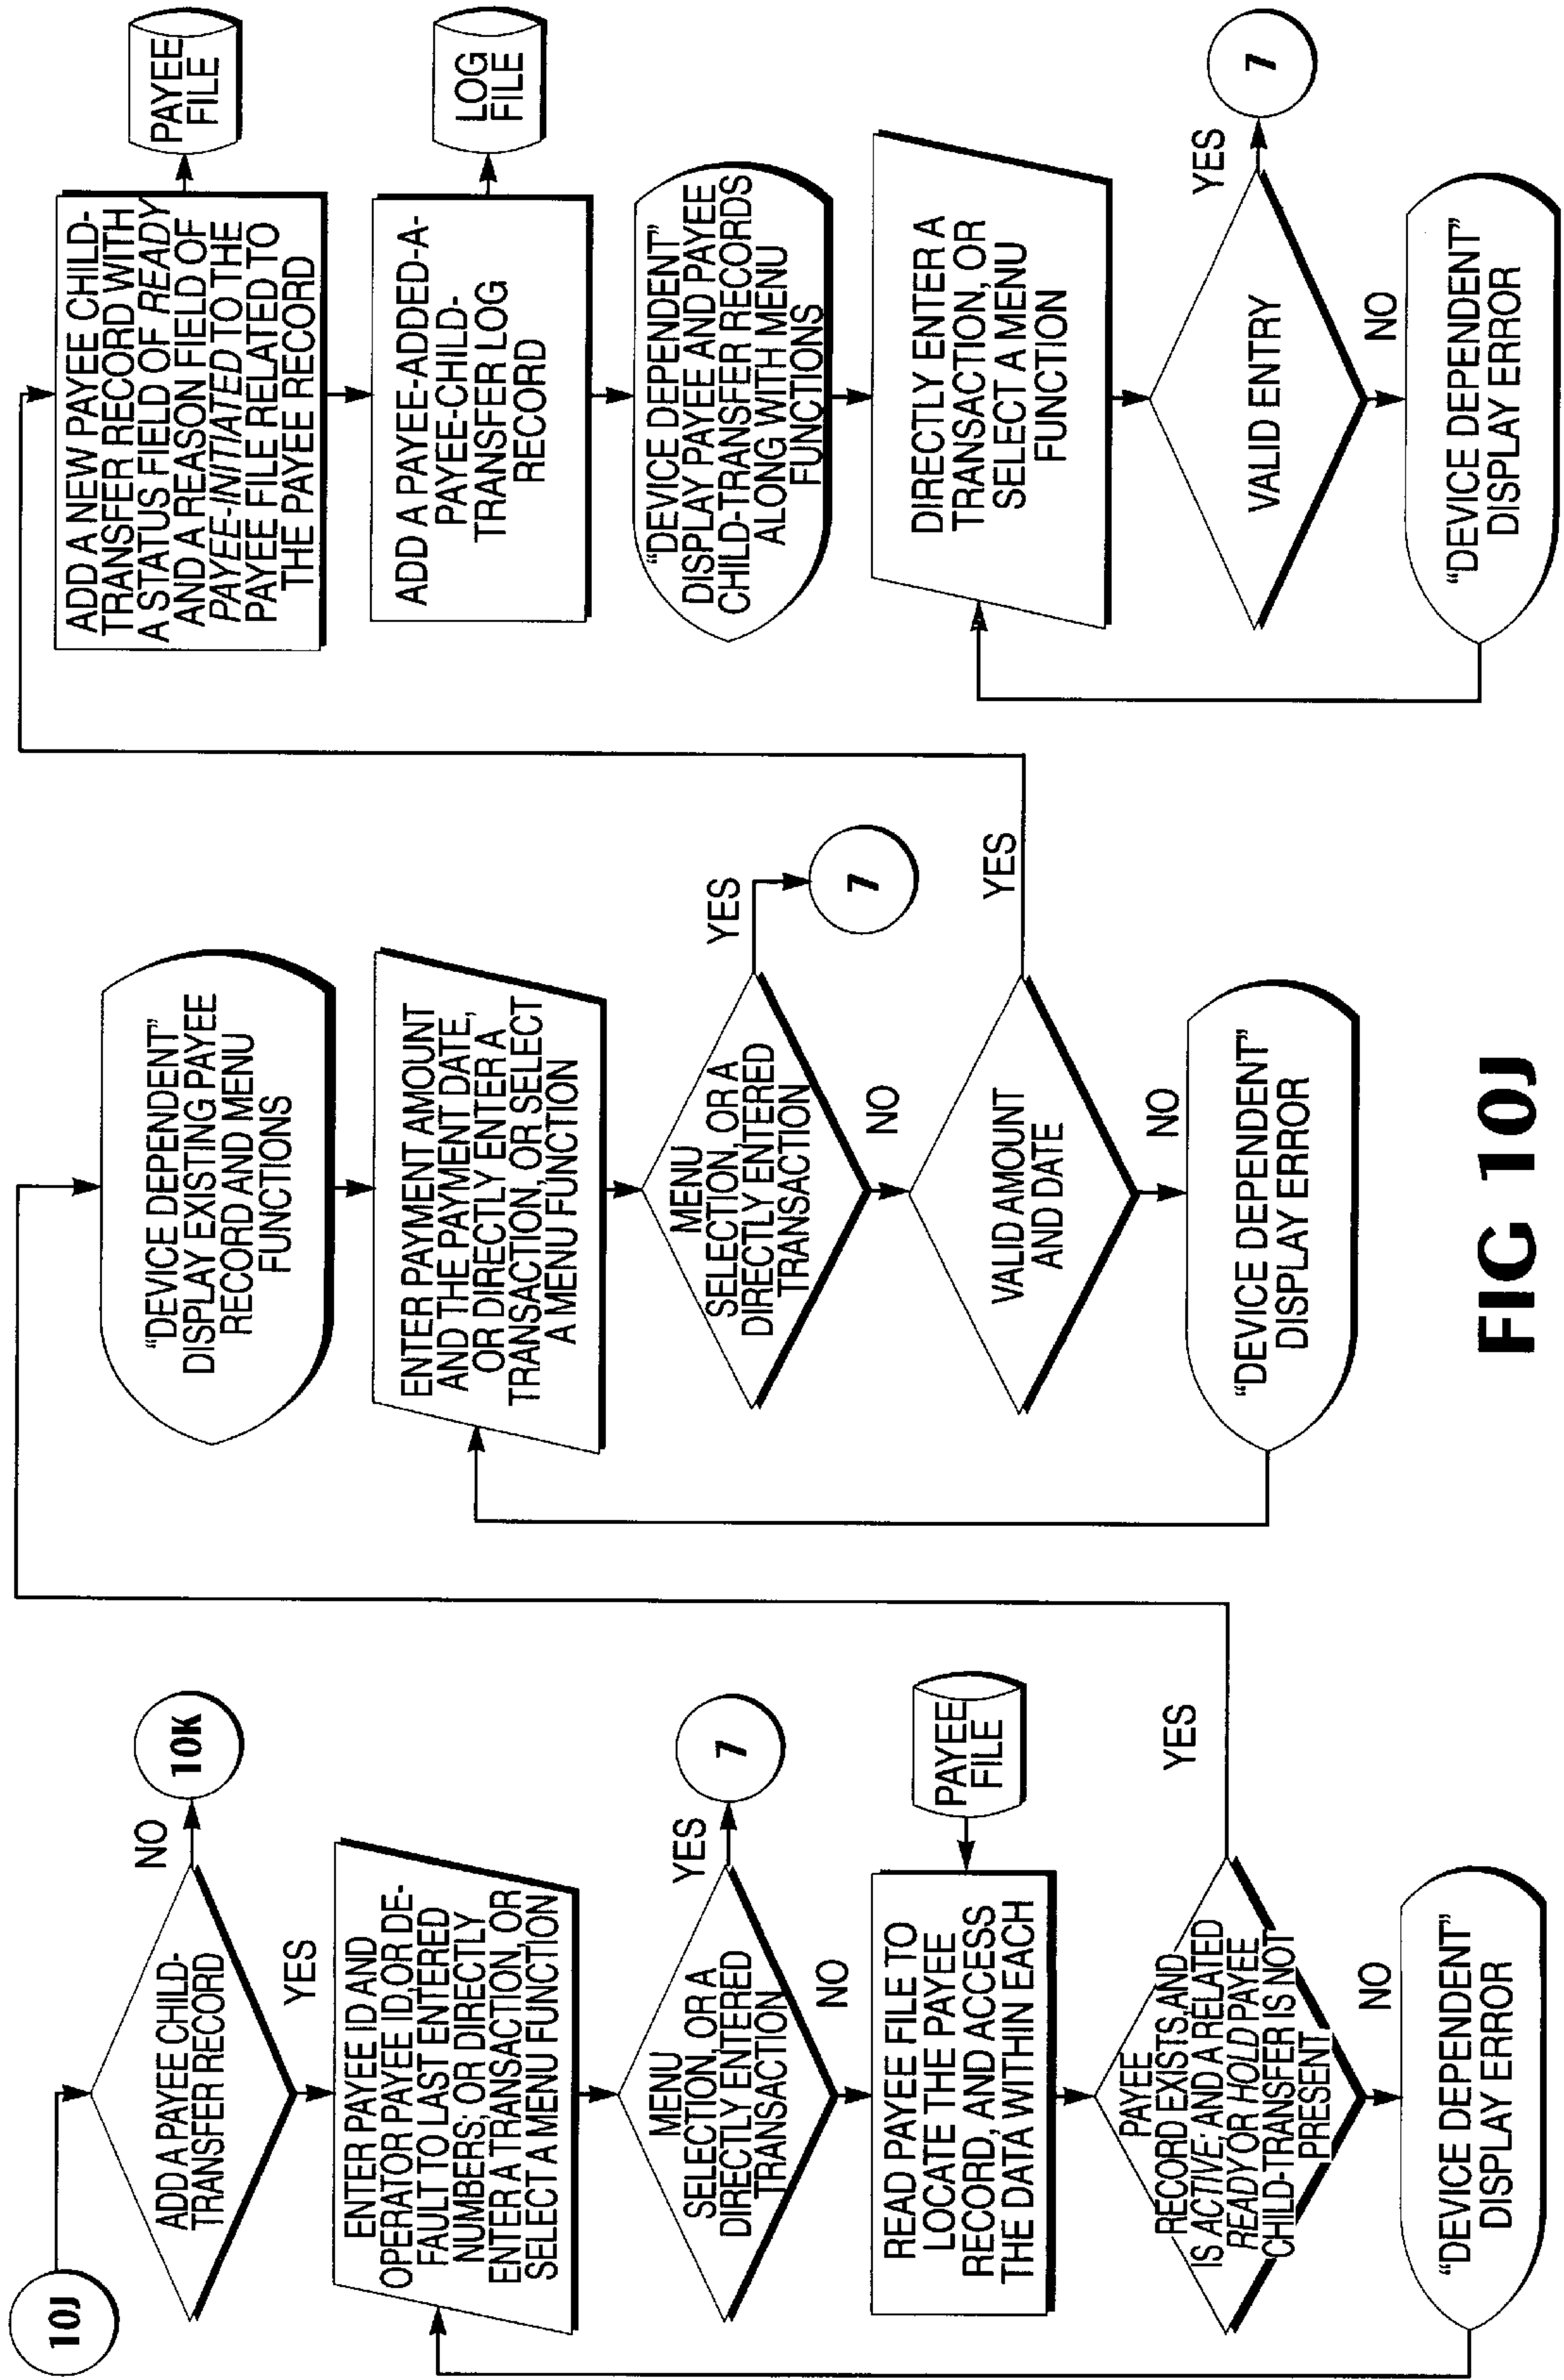 10J
ADD A PAYEE CHILD-
TRANSFER RECORD
NO
10K
YES
ENTER PAYEE ID AND
OPERATOR PAYEE ID, OR DE-
FAULT TO LAST ENTERED
NUMBERS; OR DIRECTLY
ENTER A TRANSACTION, OR
SELECT A MENU FUNCTION
MENU
SELECTION, OR A
DIRECTLY ENTERED
TRANSACTION
YES
7
NO
READ PAYEE FILE TO
LOCATE THE PAYEE
RECORD, AND ACCESS
THE DATA WITHIN EACH
PAYEE
FILE
PAYEE
RECORD EXISTS AND
IS ACTIVE; AND A RELATED
READY OR HOLD PAYEE
CHILD-TRANSFER IS NOT
PRESENT
YES
NO
"DEVICE DEPENDENT"
DISPLAY ERROR
"DEVICE DEPENDENT"
DISPLAY EXISTING PAYEE
RECORD AND MENU
FUNCTIONS
ENTER PAYMENT AMOUNT
AND THE PAYMENT DATE,
OR DIRECTLY ENTER A
TRANSACTION, OR SELECT
A MENU FUNCTION
MENU
SELECTION, OR A
DIRECTLY ENTERED
TRANSACTION
YES
7
NO
VALID AMOUNT
AND DATE
YES
NO
"DEVICE DEPENDENT"
DISPLAY ERROR
ADD A NEW PAYEE CHILD-
TRANSFER RECORD WITH
A STATUS FIELD OF READY
AND A REASON FIELD OF
PAYEE-INITIATED TO THE
PAYEE FILE RELATED TO
THE PAYEE RECORD
PAYEE
FILE
ADD A PAYEE-ADDED-A-
PAYEE-CHILD-
TRANSFER LOG
RECORD
LOG
FILE
"DEVICE DEPENDENT"
DISPLAY PAYEE AND PAYEE
CHILD-TRANSFER RECORDS
ALONG WITH MENU
FUNCTIONS
DIRECTLY ENTER A
TRANSACTION, OR
SELECT A MENU
FUNCTION
VALID ENTRY
YES
7
NO
"DEVICE DEPENDENT"
DISPLAY ERROR
FIG 10J